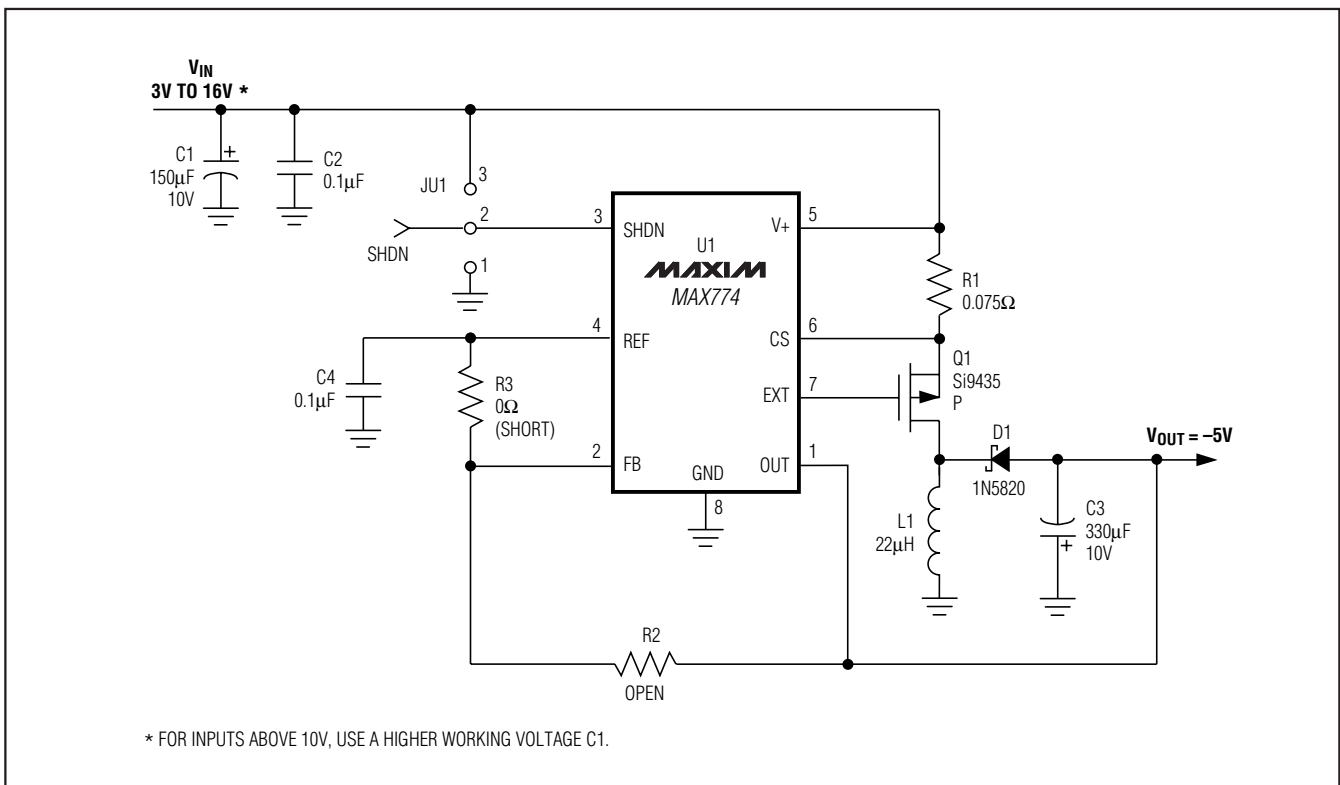 VIN
3V TO 16V *
C1
+
150µF
10V
C2
0.1µF
JU1
3
2
1
SHDN
3
SHDN
U1
MAXIM
MAX774
V+
5
R1
0.075Ω
4
REF
CS
6
C4
0.1µF
R3
0Ω
(SHORT)
EXT
7
Q1
Si9435
P
2
FB
GND
8
OUT
1
D1
1N5820
VOUT = –5V
L1
22µH
C3
330µF
10V
+
R2
OPEN
* FOR INPUTS ABOVE 10V, USE A HIGHER WORKING VOLTAGE C1.